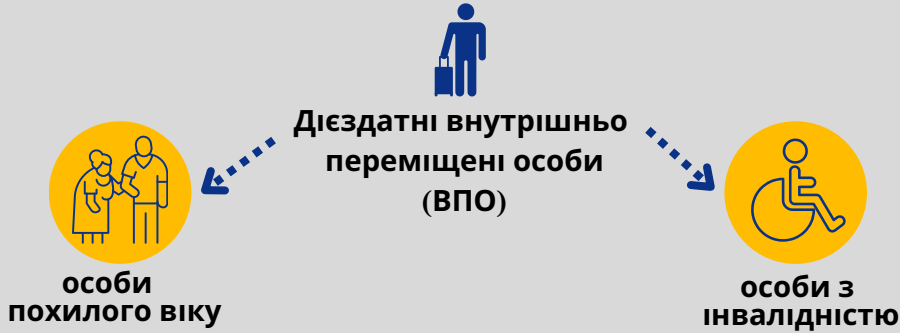 Дієздатні внутрішньо
переміщені особи
(ВПО)
особи
похилого віку
особи з
інвалідністю